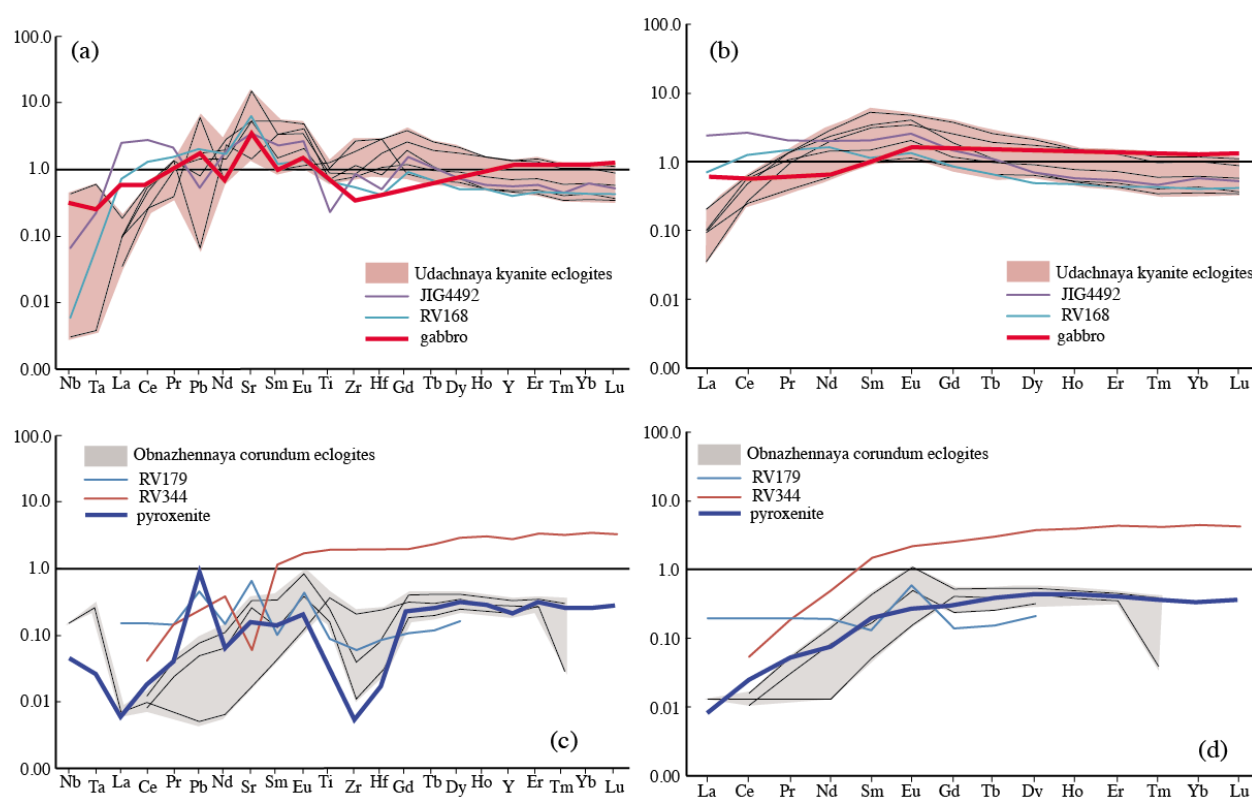 100.0
(a)
10.0
1.0
0.10
0.01
0.00
Udachnaya kyanite eclogites
JIG4492
RV168
gabbro
Nb Ta La Ce Pr Pb Nd Sr Sm Eu Ti Zr Hf Gd Tb Dy Ho Y Er Tm Yb Lu
100.0
(b)
10.0
1.0
0.10
0.01
0.00
Udachnaya kyanite eclogites
JIG4492
RV168
gabbro
La Ce Pr Nd Sm Eu Gd Tb Dy Ho Er Tm Yb Lu
100.0
Obnazhennaya corundum eclogites
RV179
RV344
pyroxenite
10.0
1.0
0.10
0.01
0.00
(c)
Nb Ta La Ce Pr Pb Nd Sr Sm Eu Ti Zr Hf Gd Tb Dy Ho Y Er Tm Yb Lu
100.0
Obnazhennaya corundum eclogites
RV179
RV344
pyroxenite
10.0
1.0
0.10
0.01
0.00
(d)
La Ce Pr Nd Sm Eu Gd Tb Dy Ho Er Tm Yb Lu